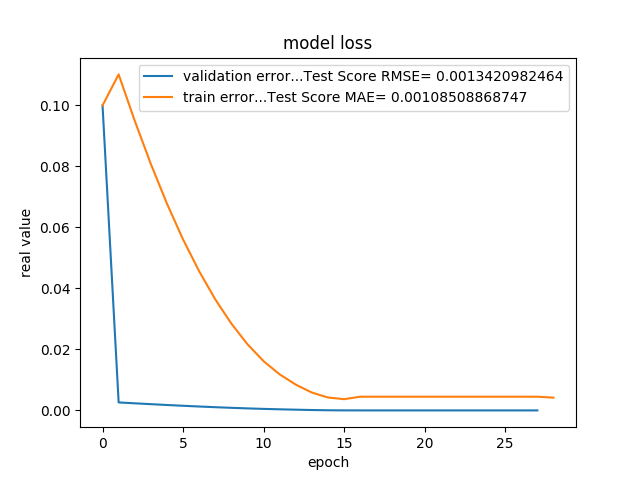 model loss
validation error...Test Score RMSE= 0.0013420982464
train error...Test Score MAE= 0.00108508868747
real value
0.10
0.08
0.06
0.04
0.02
0.00
0 5 10 15 20 25
epoch